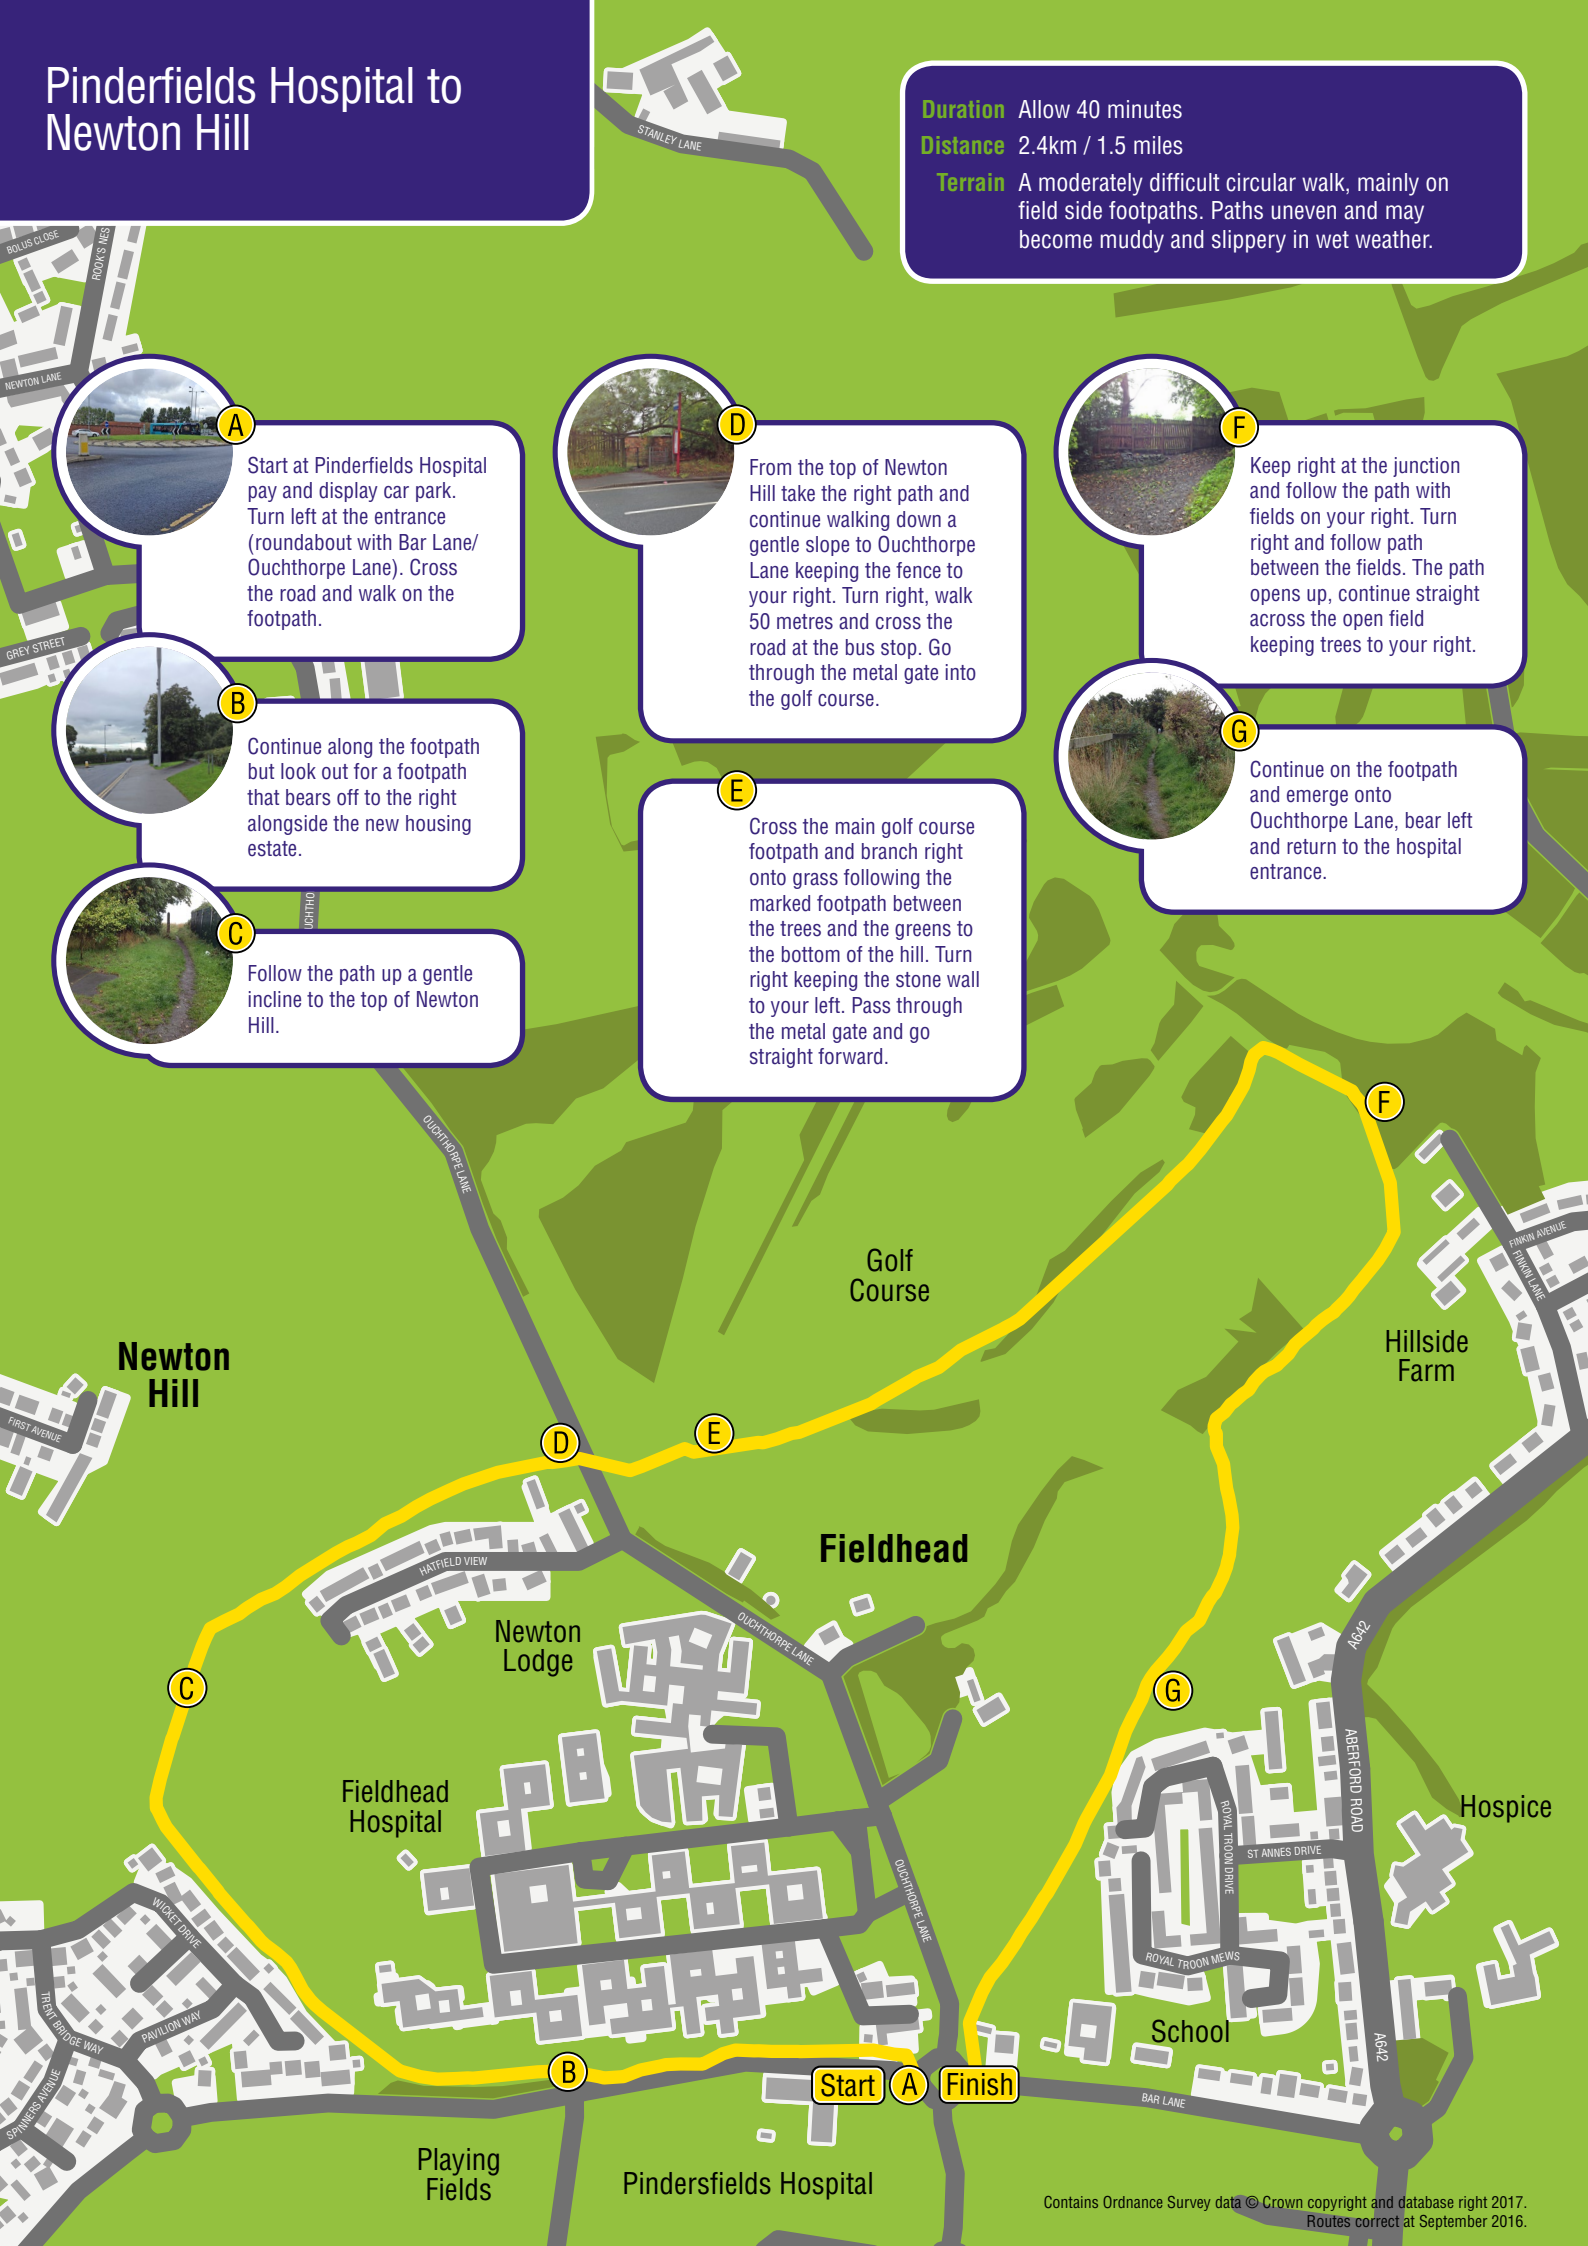 Pinderfields Hospital to
Newton Hill
Duration Allow 40 minutes
Distance 2.4km / 1.5 miles
Terrain A moderately difficult circular walk, mainly on
field side footpaths. Paths uneven and may
become muddy and slippery in wet weather.
STANLEY LANE
BOLUS CLOSE
ROOK'S NES
NEWTON LANE
GREY STREET
A
Start at Pinderfields Hospital
pay and display car park.
Turn left at the entrance
(roundabout with Bar Lane/
Ouchthorpe Lane). Cross
the road and walk on the
footpath.
B
Continue along the footpath
but look out for a footpath
that bears off to the right
alongside the new housing
estate.
C
Follow the path up a gentle
incline to the top of Newton
Hill.
D
From the top of Newton
Hill take the right path and
continue walking down a
gentle slope to Ouchthorpe
Lane keeping the fence to
your right. Turn right, walk
50 metres and cross the
road at the bus stop. Go
through the metal gate into
the golf course.
E
Cross the main golf course
footpath and branch right
onto grass following the
marked footpath between
the trees and the greens to
the bottom of the hill. Turn
right keeping the stone wall
to your left. Pass through
the metal gate and go
straight forward.
F
Keep right at the junction
and follow the path with
fields on your right. Turn
right and follow path
between the fields. The path
opens up, continue straight
across the open field
keeping trees to your right.
G
Continue on the footpath
and emerge onto
Ouchthorpe Lane, bear left
and return to the hospital
entrance.
UCHTHO
OUCHTHORPE LANE
F
FINKIN AVENUE
FINKIN LANE
Golf
Course
Hillside
Farm
Newton
Hill
FIRST AVENUE
D
E
Fieldhead
HATFIELD VIEW
Newton
Lodge
OUCHTHORPE LANE
A642
C
G
ABERFORD ROAD
Fieldhead
Hospital
Hospice
ROYAL TROON DRIVE
ST ANNES DRIVE
OUCHTHORPE LANE
WICKET DRIVE
ROYAL TROON MEWS
TRENT BRIDGE WAY
PAVILION WAY
SPINNERS AVENUE
School
A642
B
Start
A
Finish
BAR LANE
Playing
Fields
Pindersfields Hospital
Contains Ordnance Survey data © Crown copyright and database right 2017.
Routes correct at September 2016.